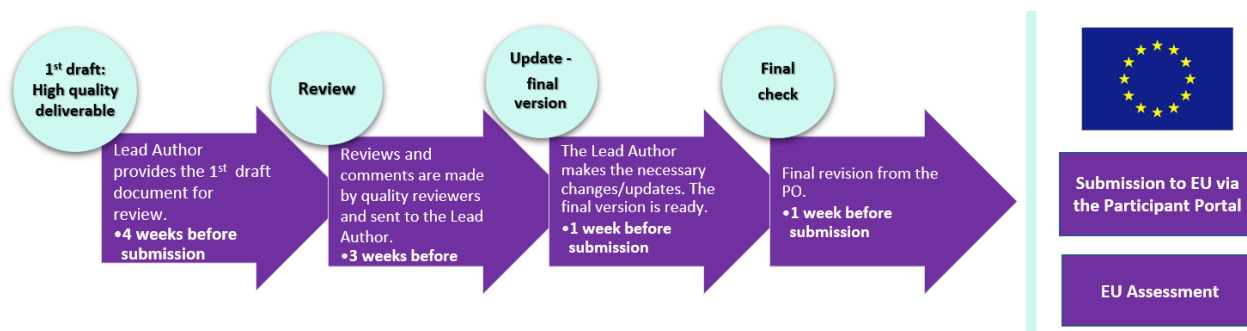 1st draft:
High quality
deliverable
Lead Author
provides the 1st draft
document for
review.
•4 weeks before
submission
Review
Reviews and
comments are made
by quality reviewers
and sent to the Lead
Author.
•3 weeks before
Update -
final
version
The Lead Author
makes the necessary
changes/updates. The
final version is ready.
•1 week before
submission
Final
check
Final revision from the
PO.
•1 week before
submission
Submission to EU via
the Participant Portal
EU Assessment